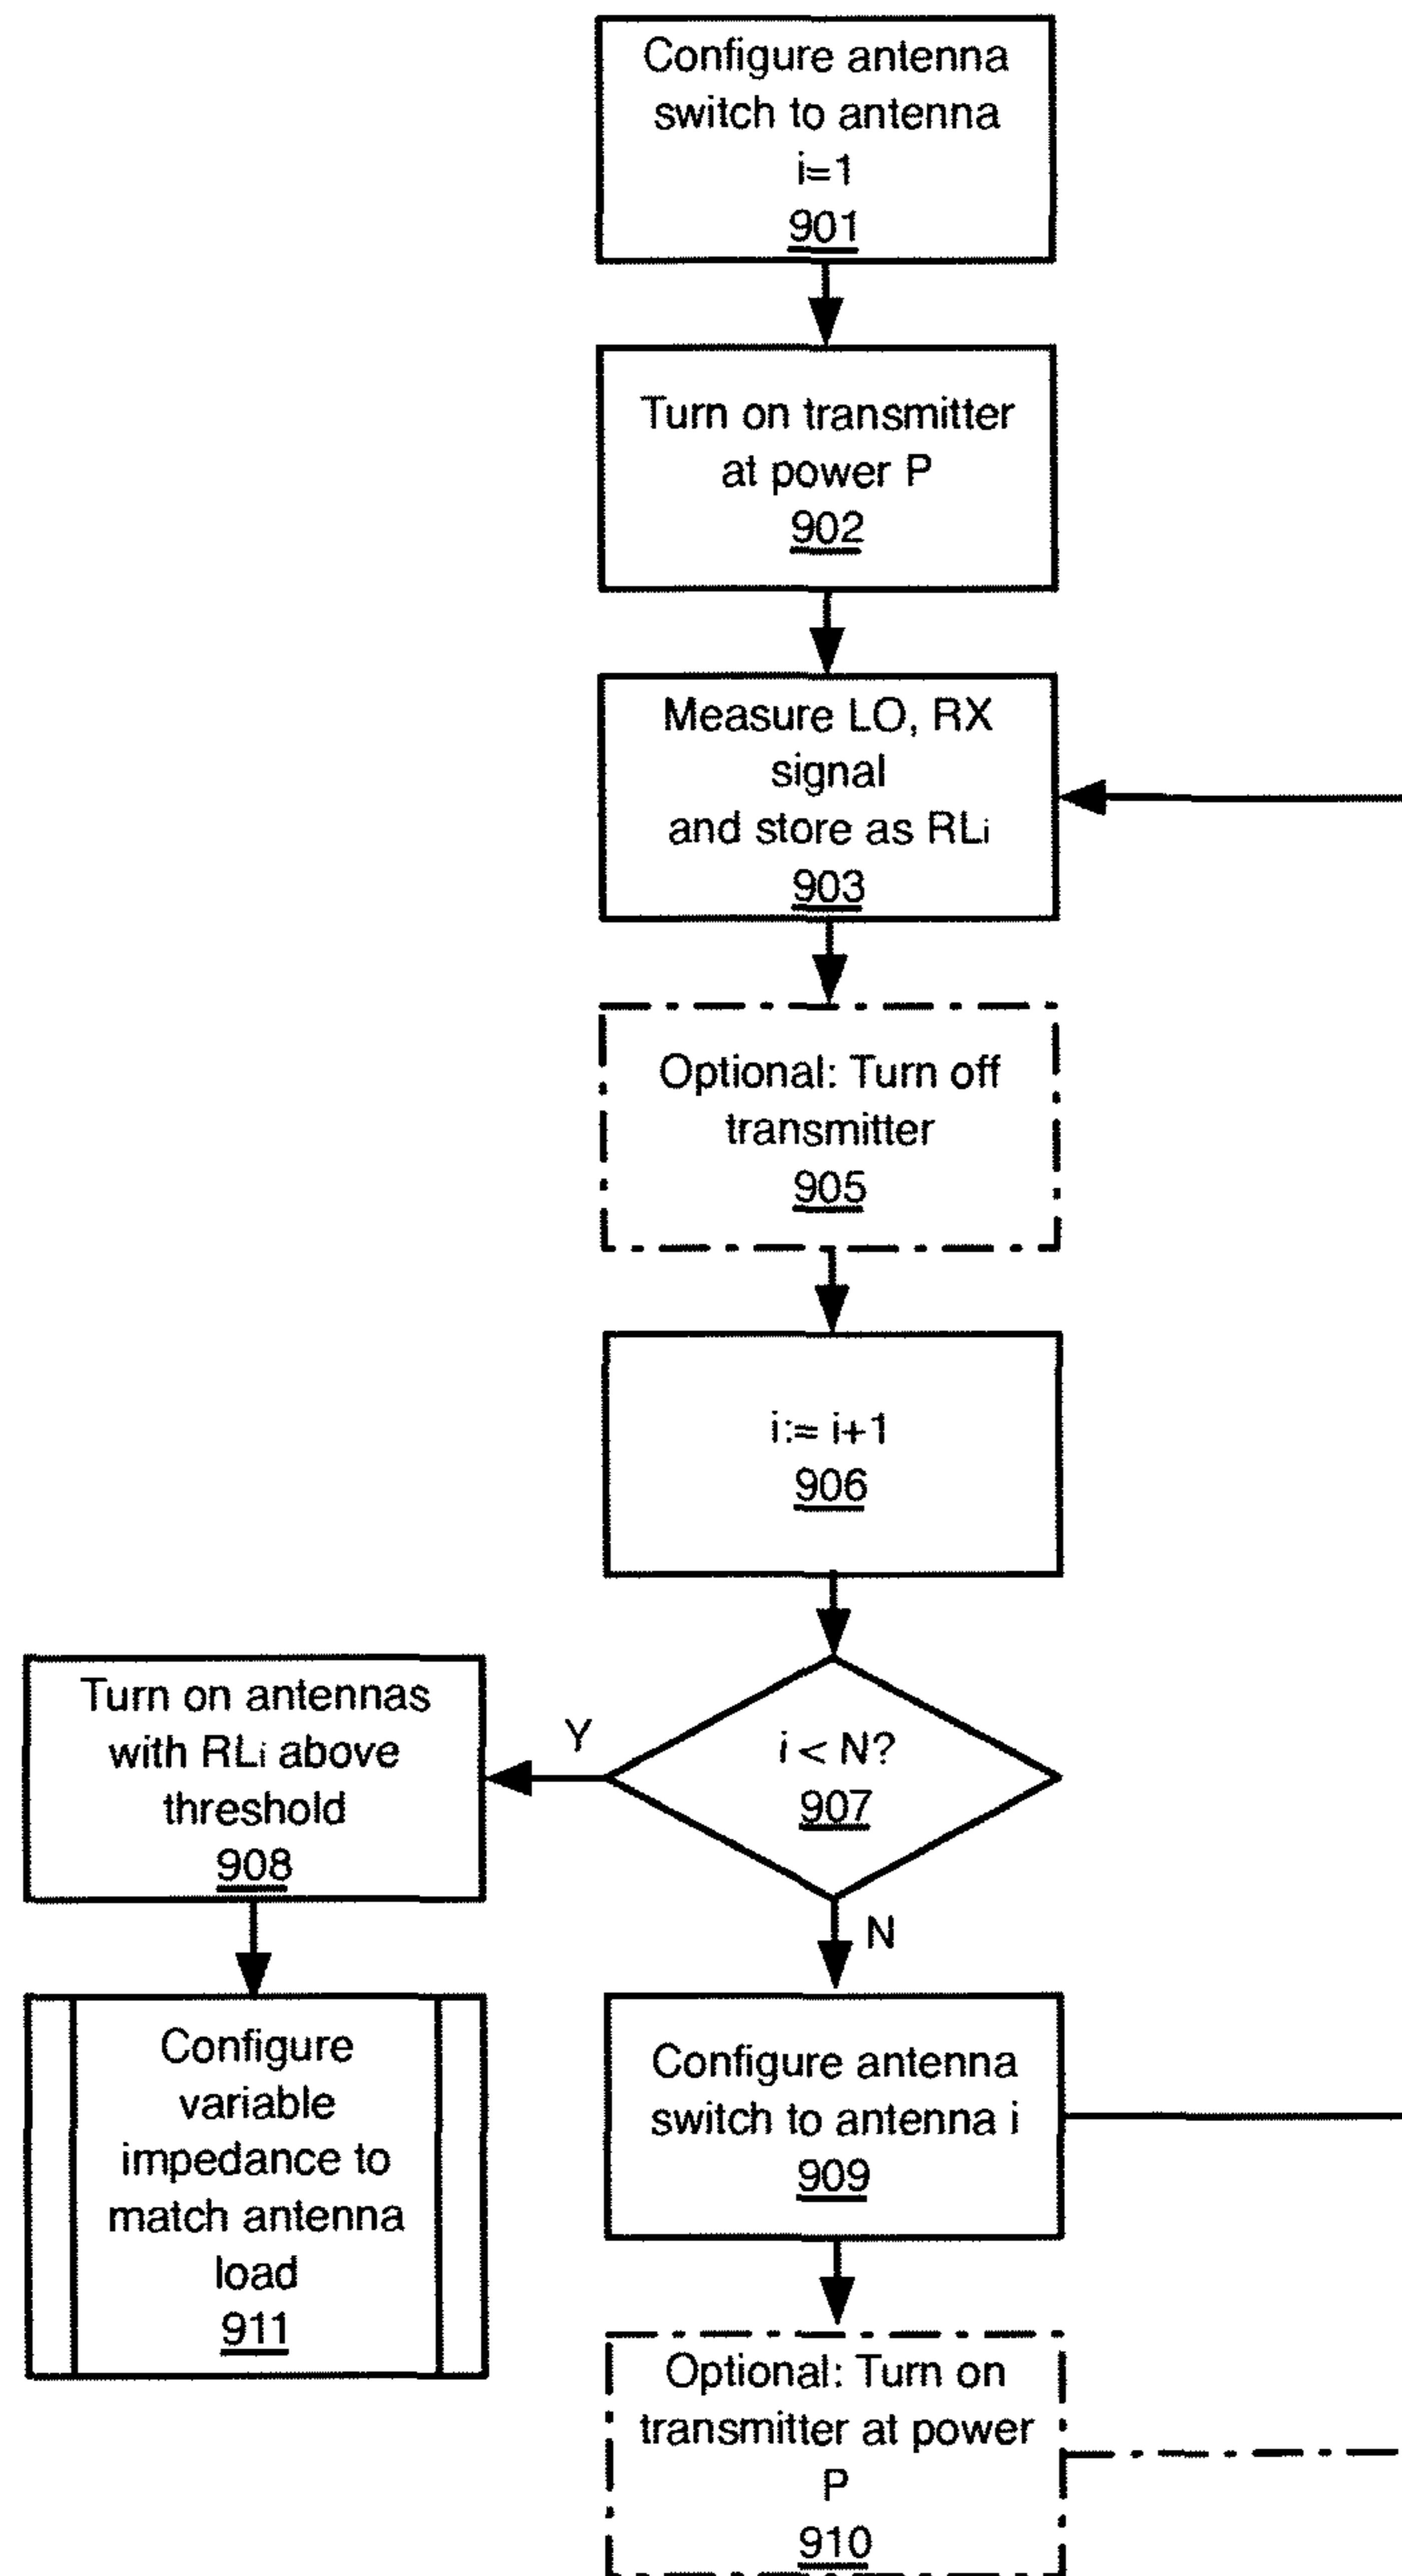 Configure antenna
switch to antenna
i=1
901
Turn on transmitter
at power P
902
Measure LO, RX
signal
and store as RLi
903
Optional: Turn off
transmitter
905
i:= i+1
906
i < N?
907
Y
N
Turn on antennas
with RLi above
threshold
908
Configure
variable
impedance to
match antenna
load
911
Configure antenna
switch to antenna i
909
Optional: Turn on
transmitter at power
P
910